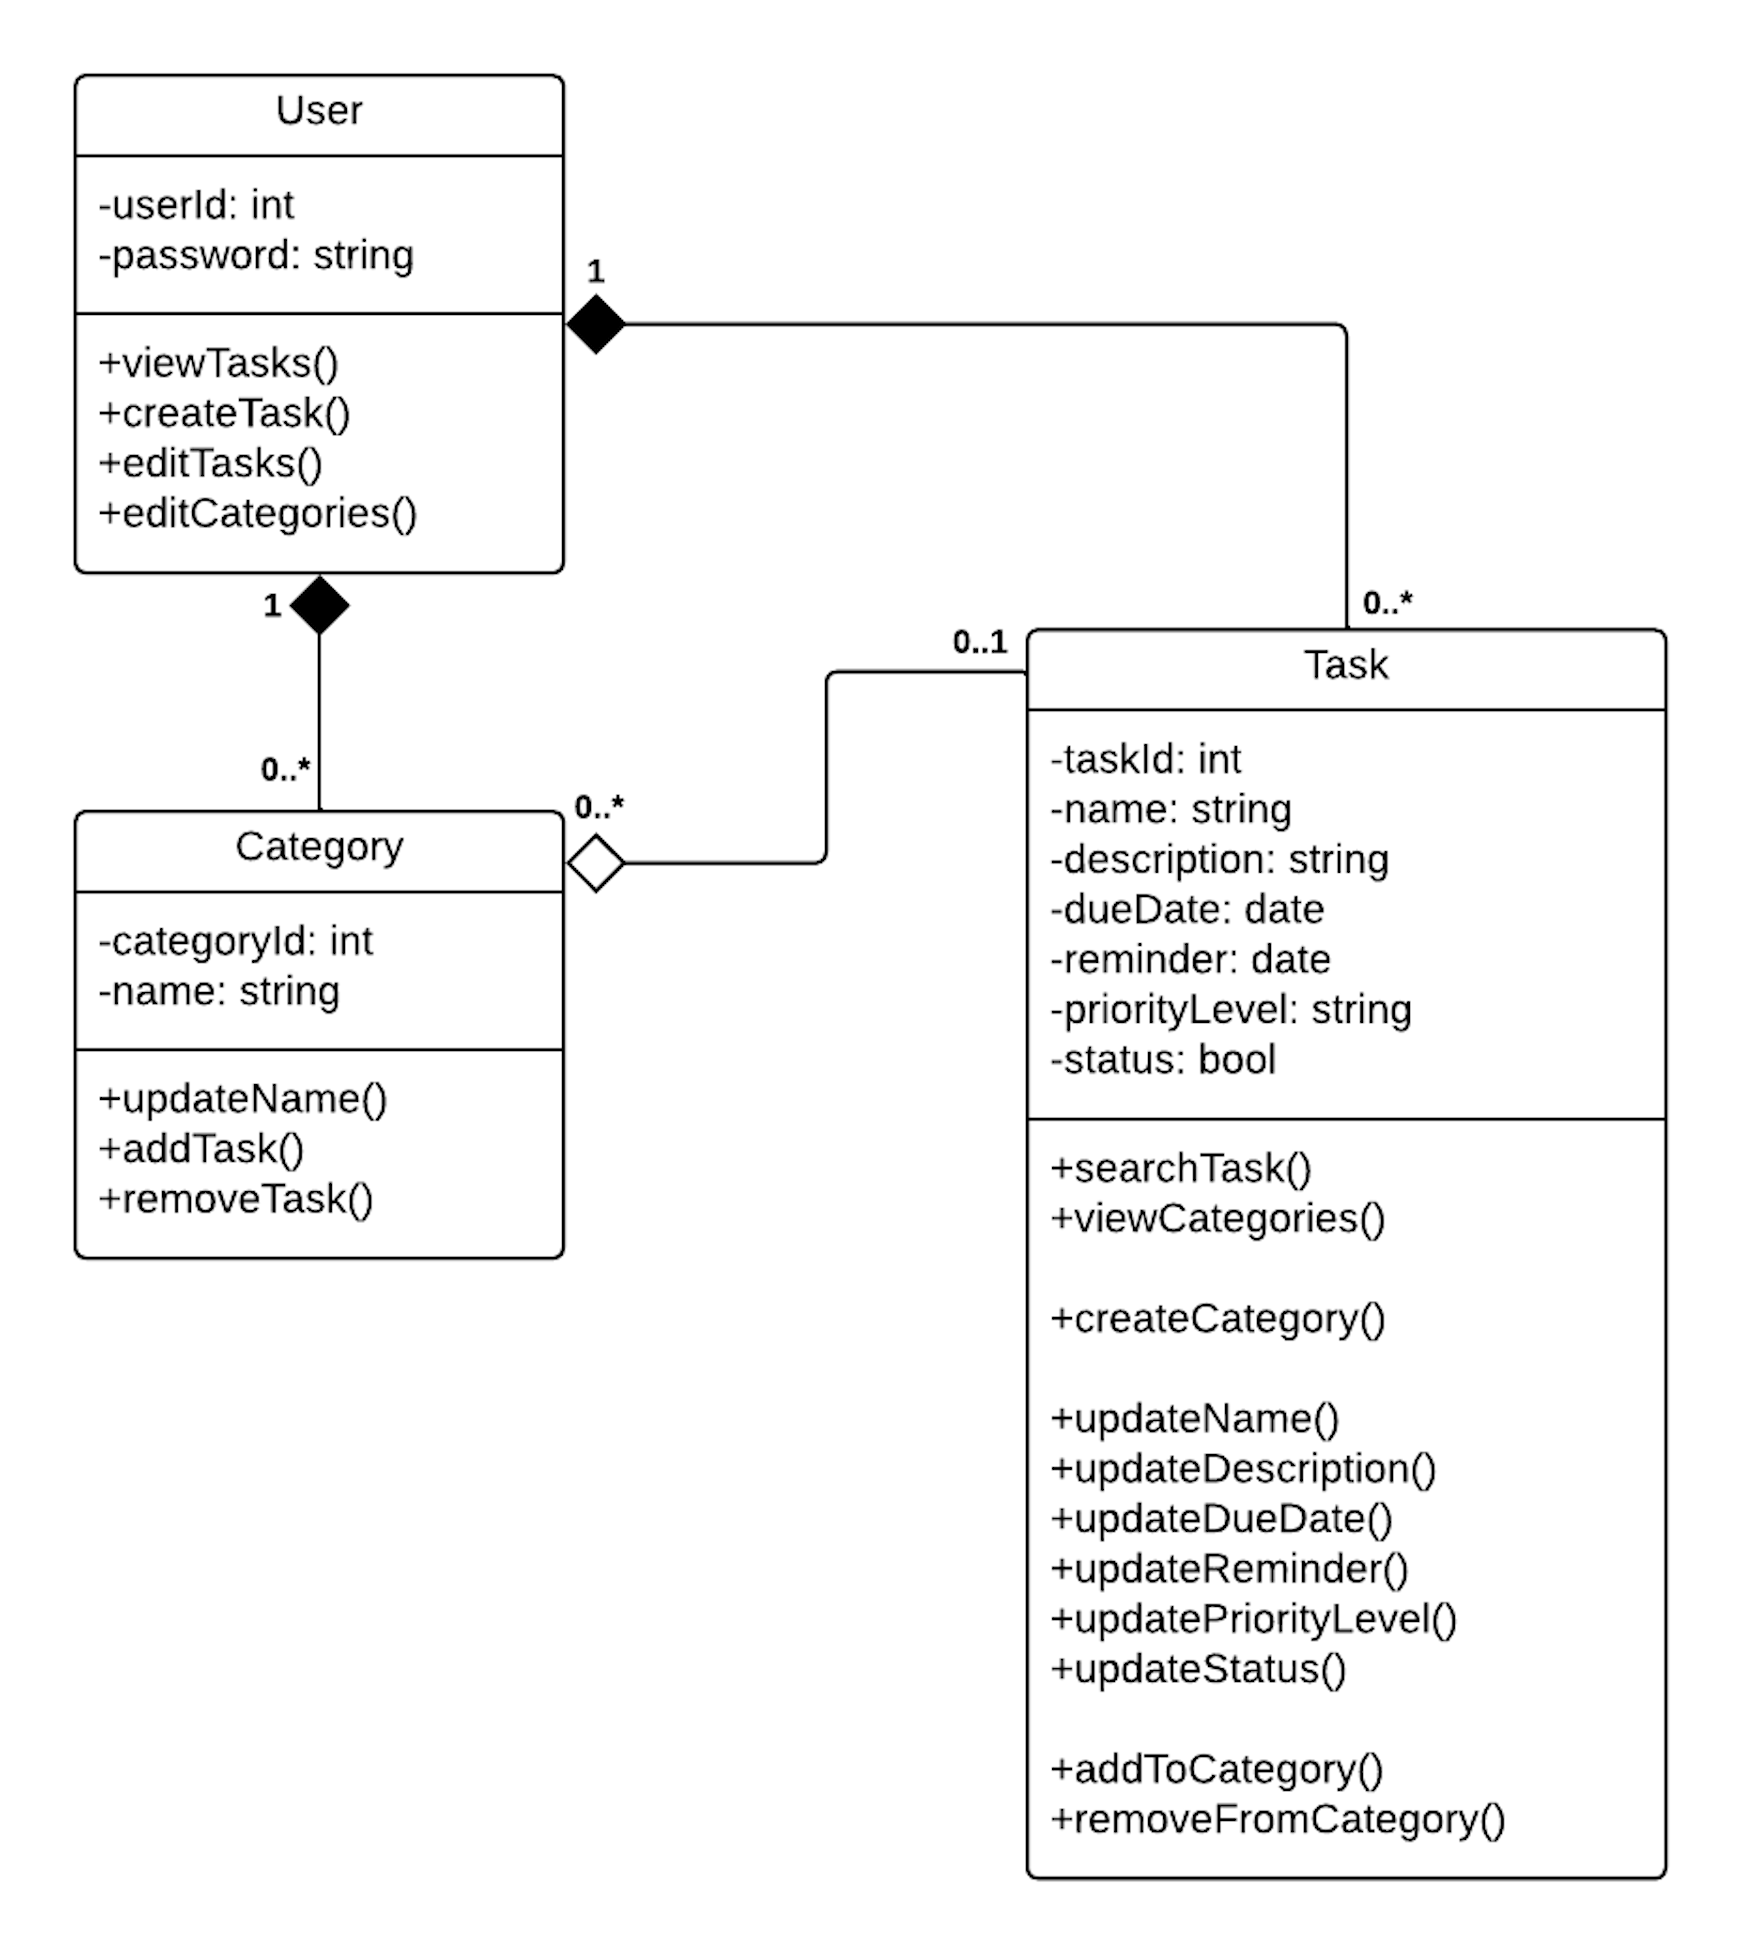 User
-userId: int
-password: string
+viewTasks()
+createTask()
+editTasks()
+editCategories()
1
1
0..*
0..*
0..1
0..*
Category
-categoryId: int
-name: string
+updateName()
+addTask()
+removeTask()
Task
-taskId: int
-name: string
-description: string
-dueDate: date
-reminder: date
-priorityLevel: string
-status: bool
+searchTask()
+viewCategories()
+createCategory()
+updateName()
+updateDescription()
+updateDueDate()
+updateReminder()
+updatePriorityLevel()
+updateStatus()
+addToCategory()
+removeFromCategory()